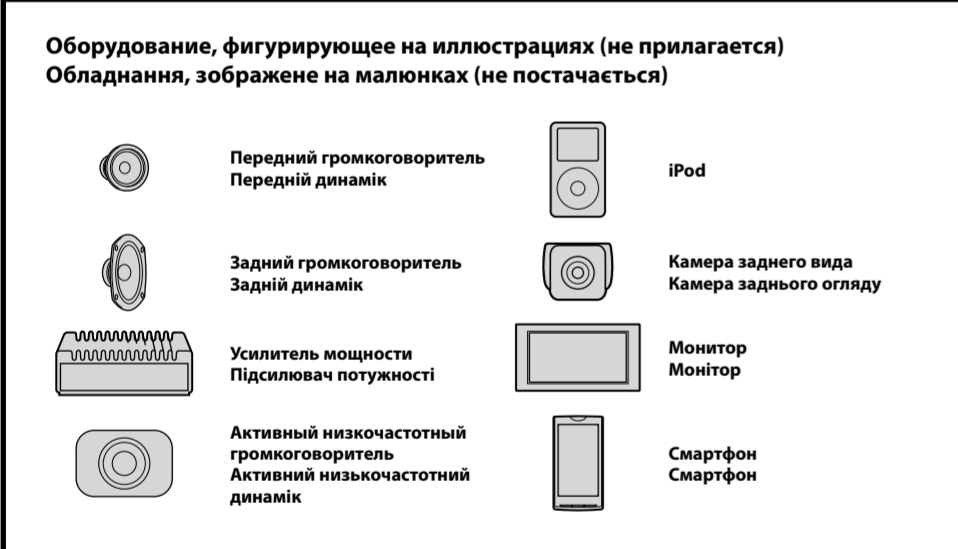 Оборудование, фигурирующее на иллюстрациях (не прилагается)
Обладнання, зображене на малюнках (не постачається)
Передний громкоговоритель
Передній динамік
iPod
Задний громкоговоритель
Задній динамік
Камера заднего вида
Камера заднього огляду
Усилитель мощности
Підсилювач потужності
Монитор
Монітор
Активный низкочастотный
громкоговоритель
Активний низькочастотний
динамік
Смартфон
Смартфон